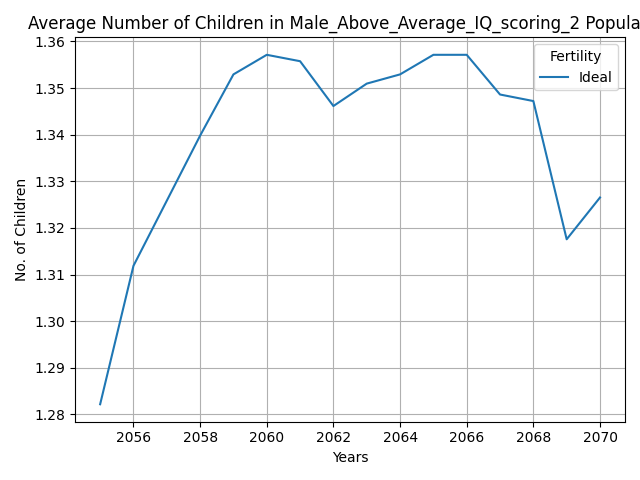 Average Number of Children in Male_Above_Average_IQ_scoring_2 Popula
Fertility
Ideal
No. of Children
1.36
1.35
1.34
1.33
1.32
1.31
1.30
1.29
1.28
2056 2058 2060 2062 2064 2066 2068 2070
Years